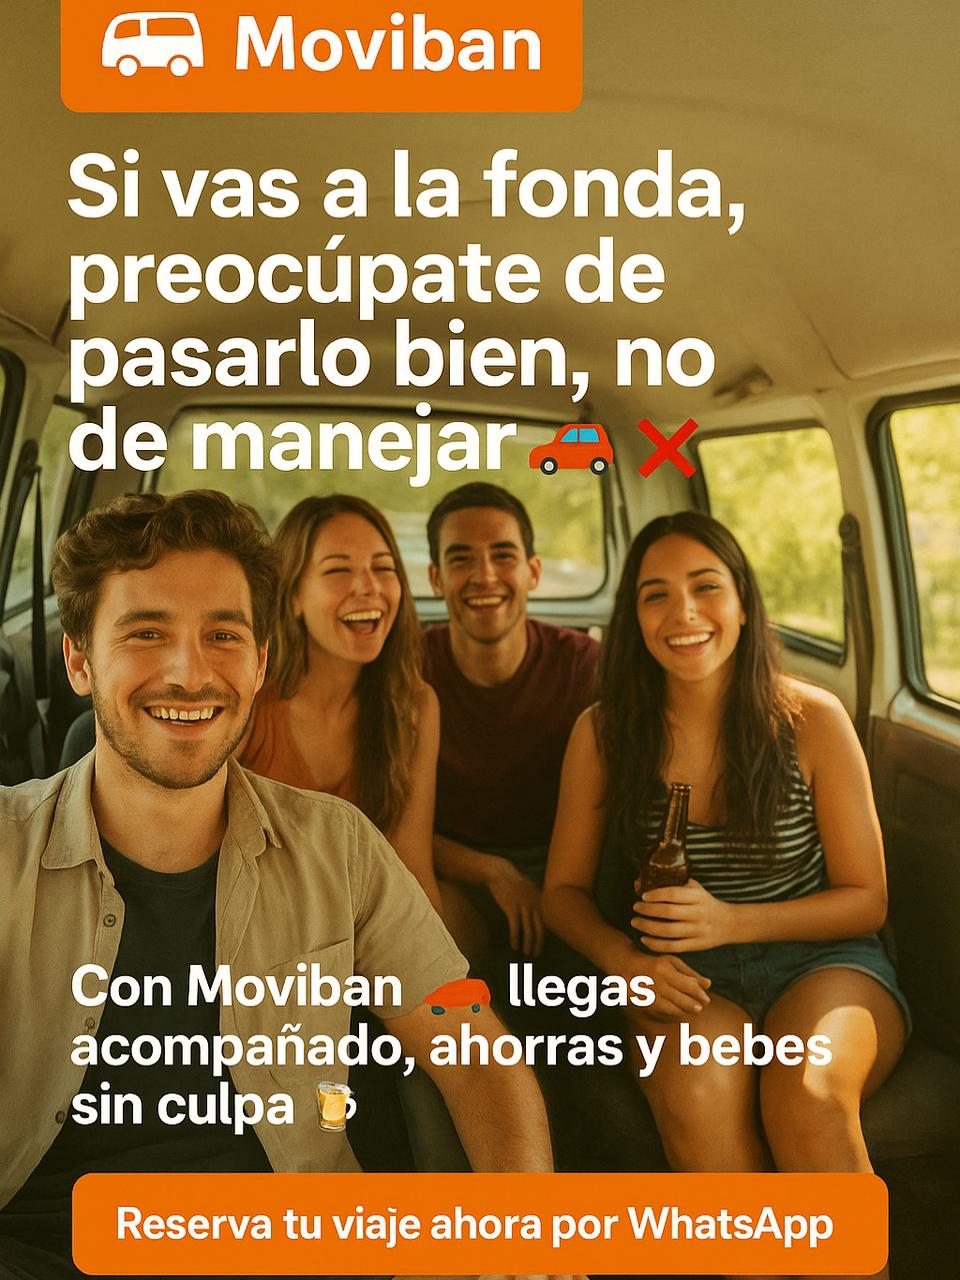 Moviban
Si vas a la fonda,
preocúpate de
pasarlo bien, no
de manejar
Con Moviban llegas
acompañado, ahorras y bebes
sin culpa
Reserva tu viaje ahora por WhatsApp